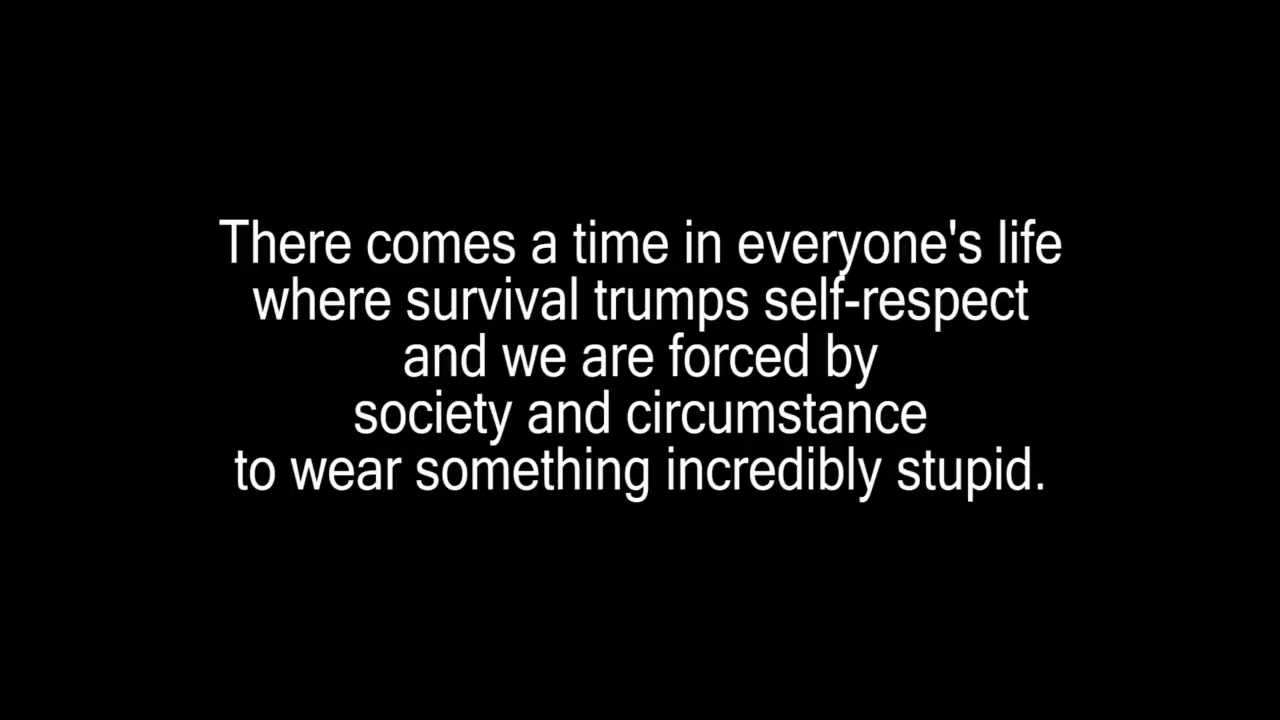 There comes a time in everyone's life
where survival trumps self-respect
and we are forced by
society and circumstance
to wear something incredibly stupid.